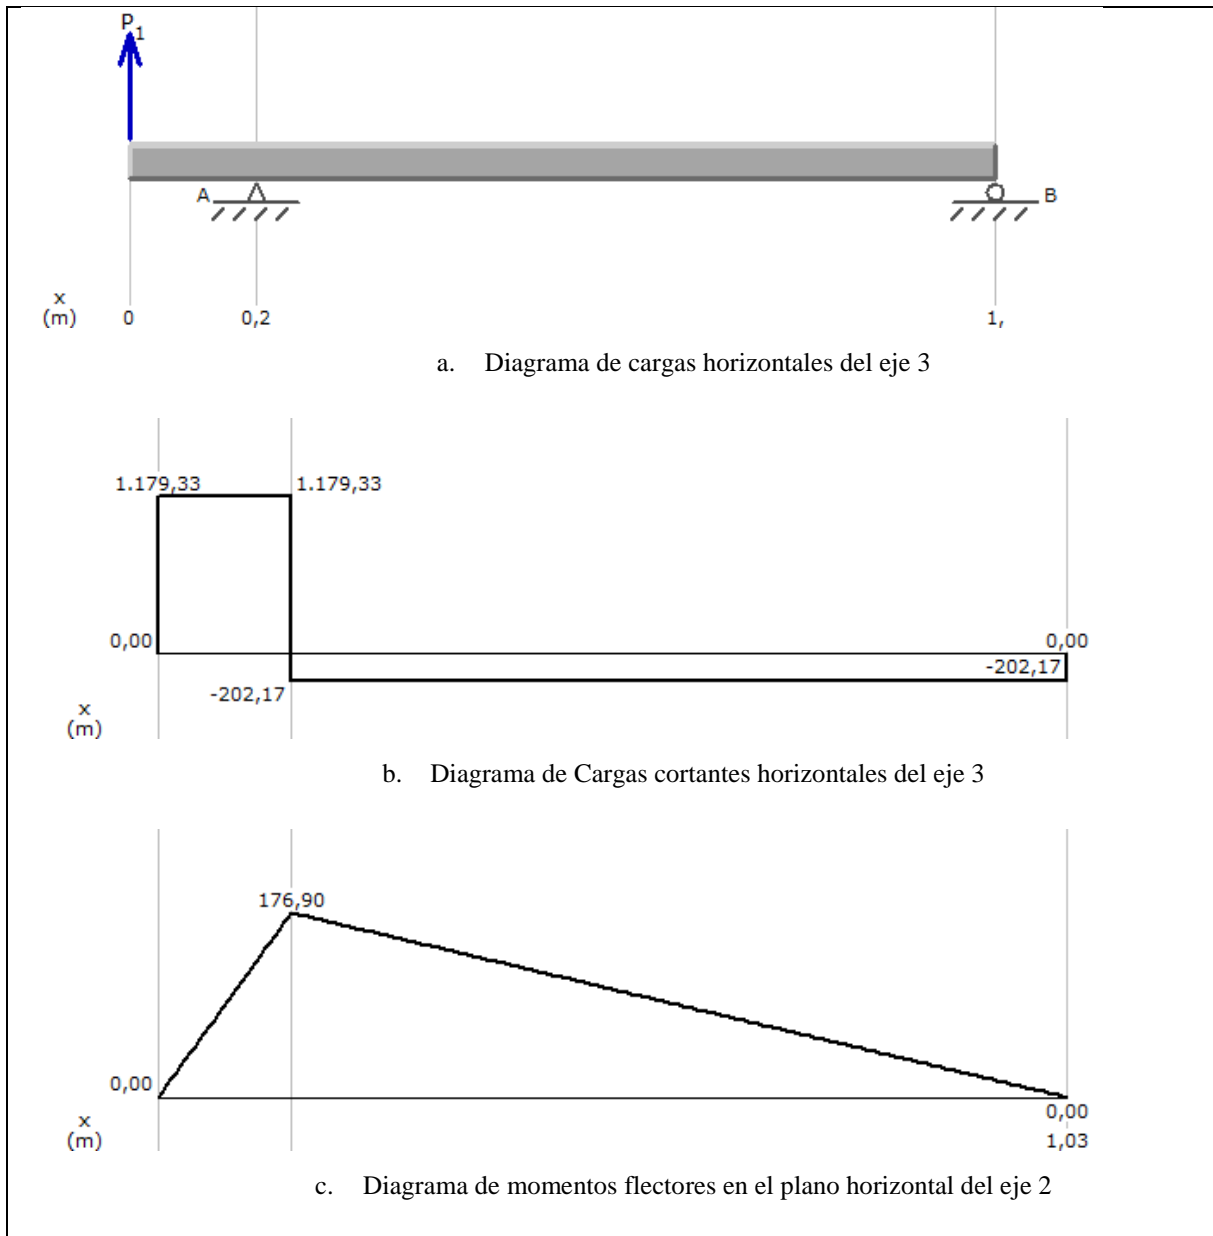 P1
A
B
x
(m)
0
0,2
1,
a. Diagrama de cargas horizontales del eje 3
1.179,33
1.179,33
0,00
0,00
-202,17
-202,17
x
(m)
b. Diagrama de Cargas cortantes horizontales del eje 3
176,90
0,00
0,00
x
(m)
1,03
c. Diagrama de momentos flectores en el plano horizontal del eje 2